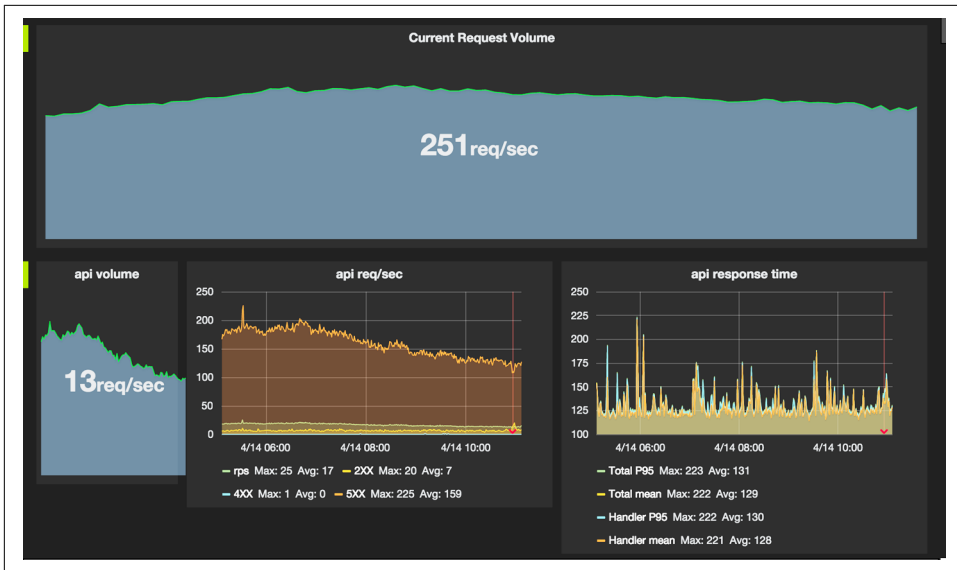 Current Request Volume
251req/sec
api volume
13req/sec
api req/sec
250
200
150
100
50
0
4/14 06:00 4/14 08:00 4/14 10:00
rps Max: 25 Avg: 17 2XX Max: 20 Avg: 7
4XX Max: 1 Avg: 0 5XX Max: 225 Avg: 159
api response time
250
225
200
175
150
125
100
4/14 06:00 4/14 08:00 4/14 10:00
Total P95 Max: 223 Avg: 131
Total mean Max: 222 Avg: 129
Handler P95 Max: 222 Avg: 130
Handler mean Max: 221 Avg: 128